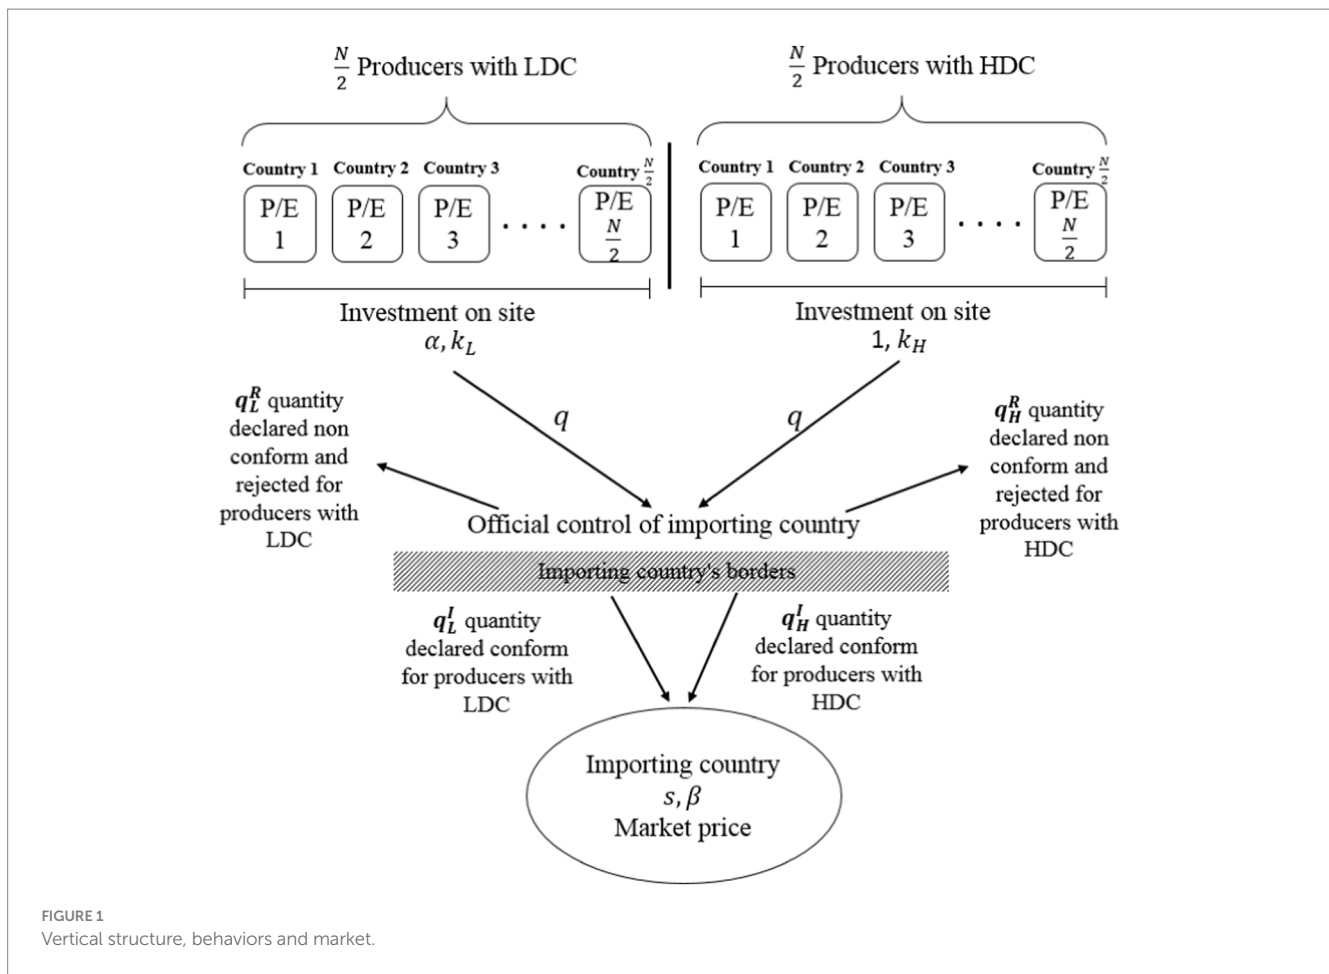 N/2 Producers with LDC
N/2 Producers with HDC
Country 1
Country 2
Country 3
Country N/2
Country 1
Country 2
Country 3
Country N/2
P/E
1
P/E
2
P/E
3
. . . .
P/E
N/2
P/E
1
P/E
2
P/E
3
. . . .
P/E
N/2
Investment on site
α, k_L
Investment on site
1, k_H
q
q
q_L^R quantity
declared non
conform and
rejected for
producers with
LDC
q_H^R quantity
declared non
conform and
rejected for
producers with
HDC
Official control of importing country
Importing country's borders
q_L^I quantity
declared conform
for producers with
LDC
q_H^I quantity
declared conform
for producers with
HDC
Importing country
s, β
Market price
FIGURE 1
Vertical structure, behaviors and market.